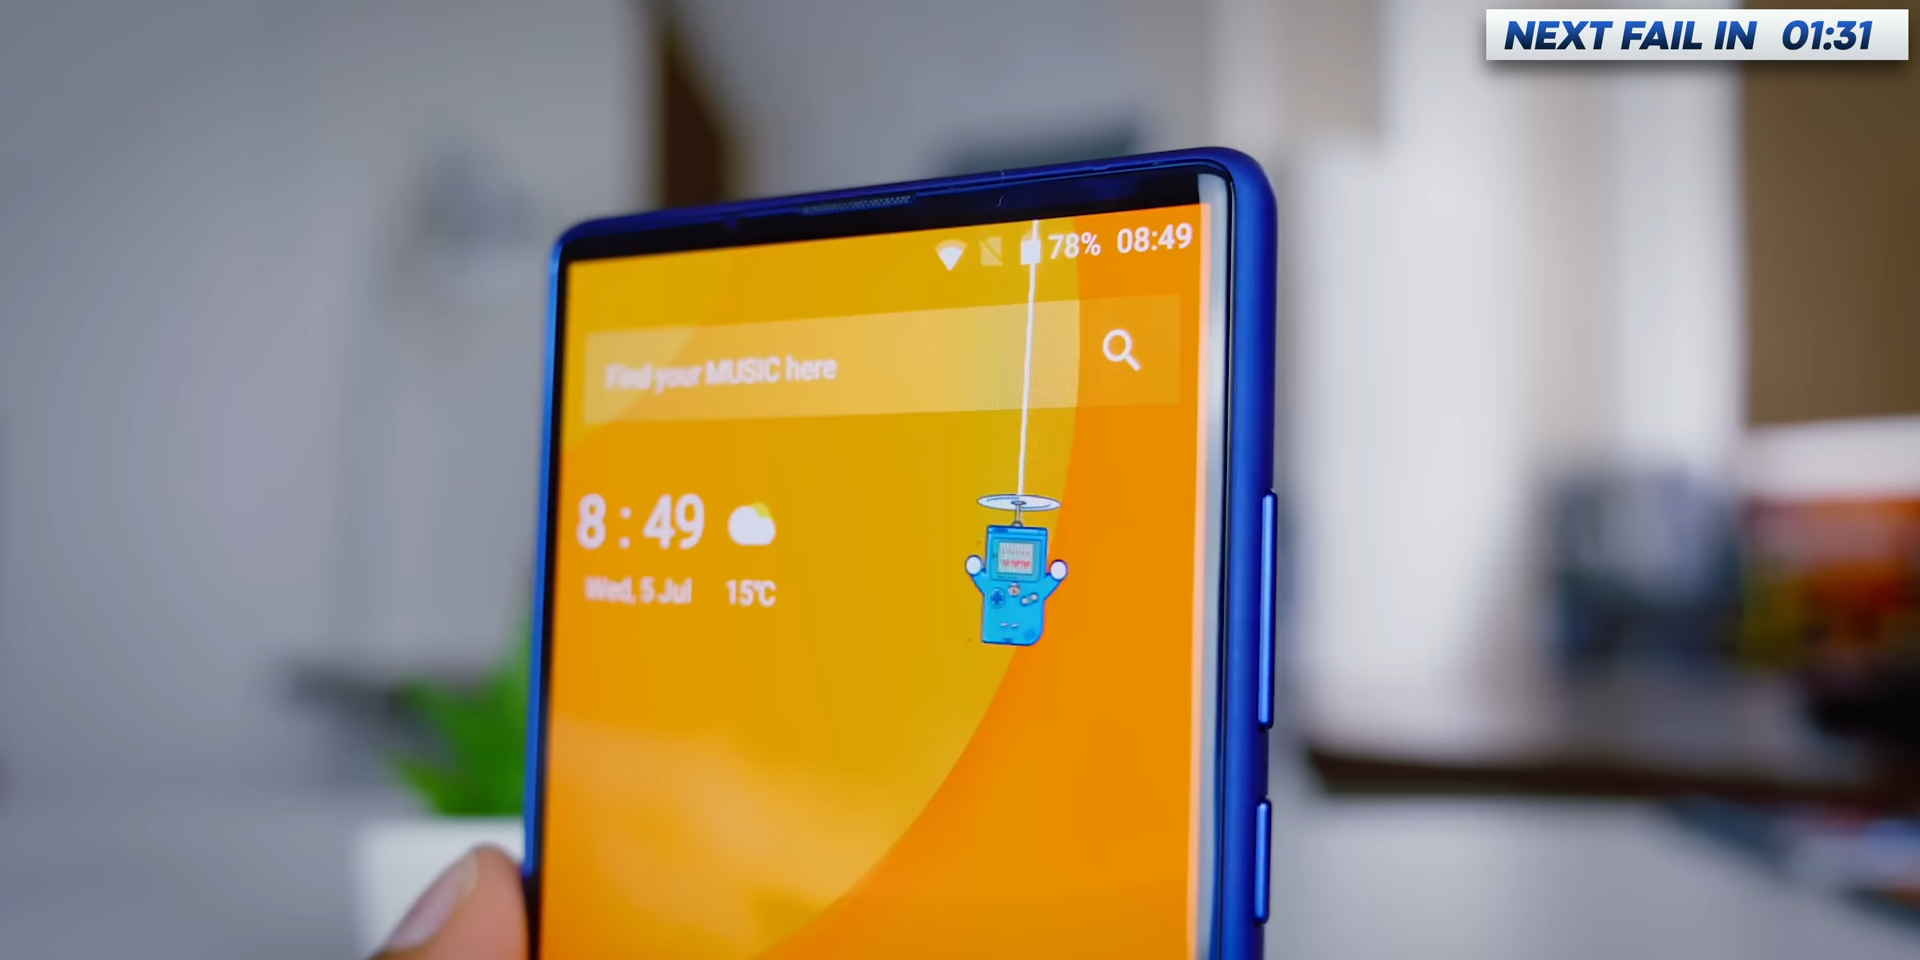 NEXT FAIL IN 01:31
78% 08:49
Find your MUSIC here
8:49
Wed, 5 Jul 15°C